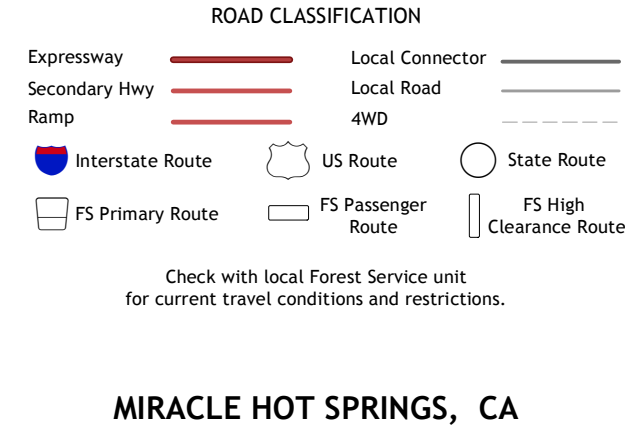 ROAD CLASSIFICATION
Expressway
Local Connector
Secondary Hwy
Local Road
Ramp
4WD
Interstate Route
US Route
State Route
FS Primary Route
FS Passenger
Route
FS High
Clearance Route
Check with local Forest Service unit
for current travel conditions and restrictions.
MIRACLE HOT SPRINGS, CA